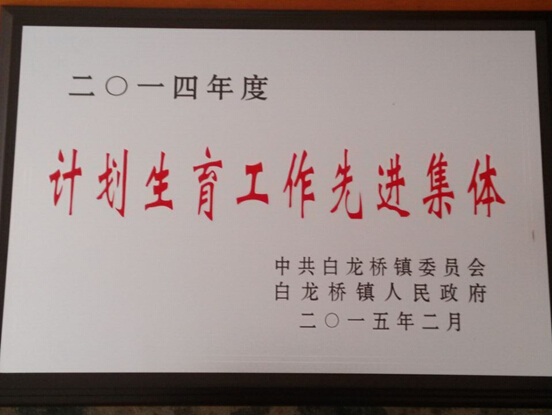 二〇一四年度
计划生育工作先进集体
中共白龙桥镇委员会
白龙桥镇人民政府
二〇一五年二月